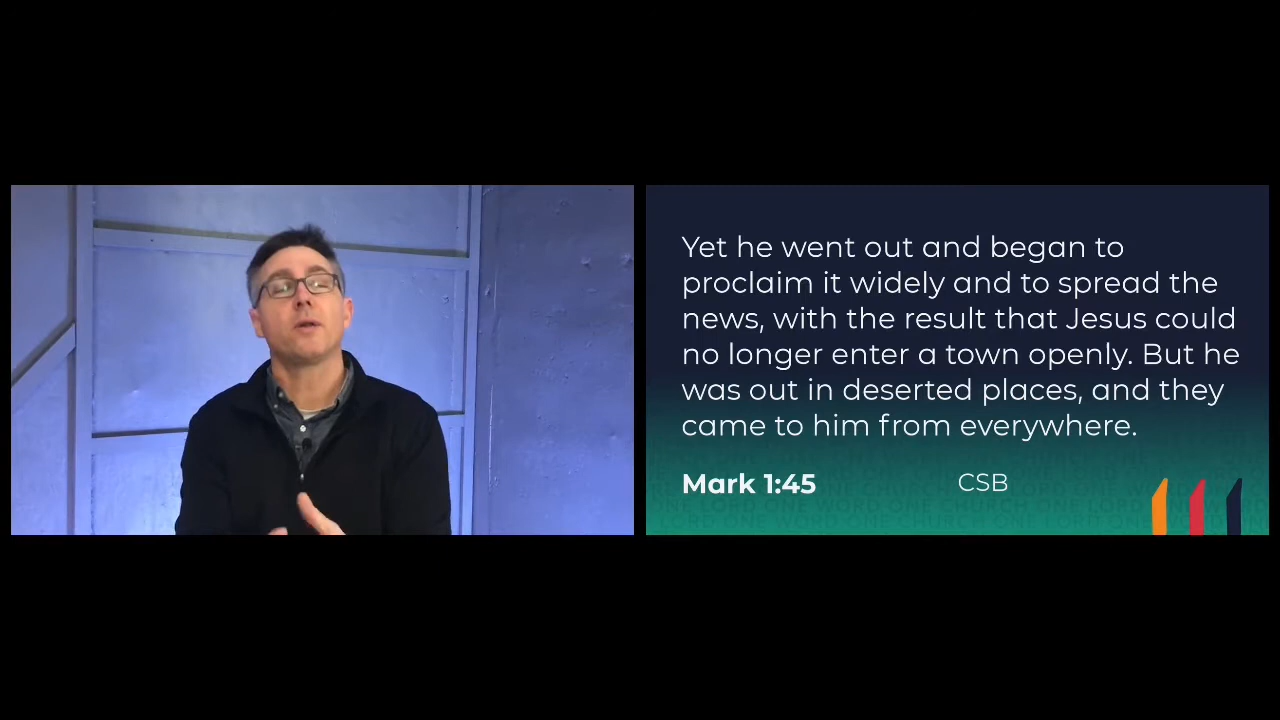 Yet he went out and began to
proclaim it widely and to spread the
news, with the result that Jesus could
no longer enter a town openly. But he
was out in deserted places, and they
came to him from everywhere.
Mark 1:45 CSB